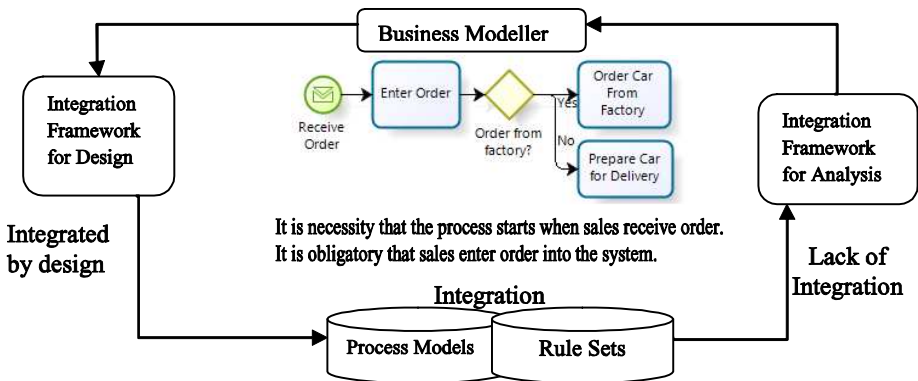 Business Modeller
Integration
Framework
for Design
Receive
Order
Enter Order
Order from
factory?
Yes
No
Order Car
From
Factory
Prepare Car
for Delivery
Integration
Framework
for Analysis
It is necessity that the process starts when sales receive order.
It is obligatory that sales enter order into the system.
Integrated
by design
Lack of
Integration
Integration
Process Models
Rule Sets